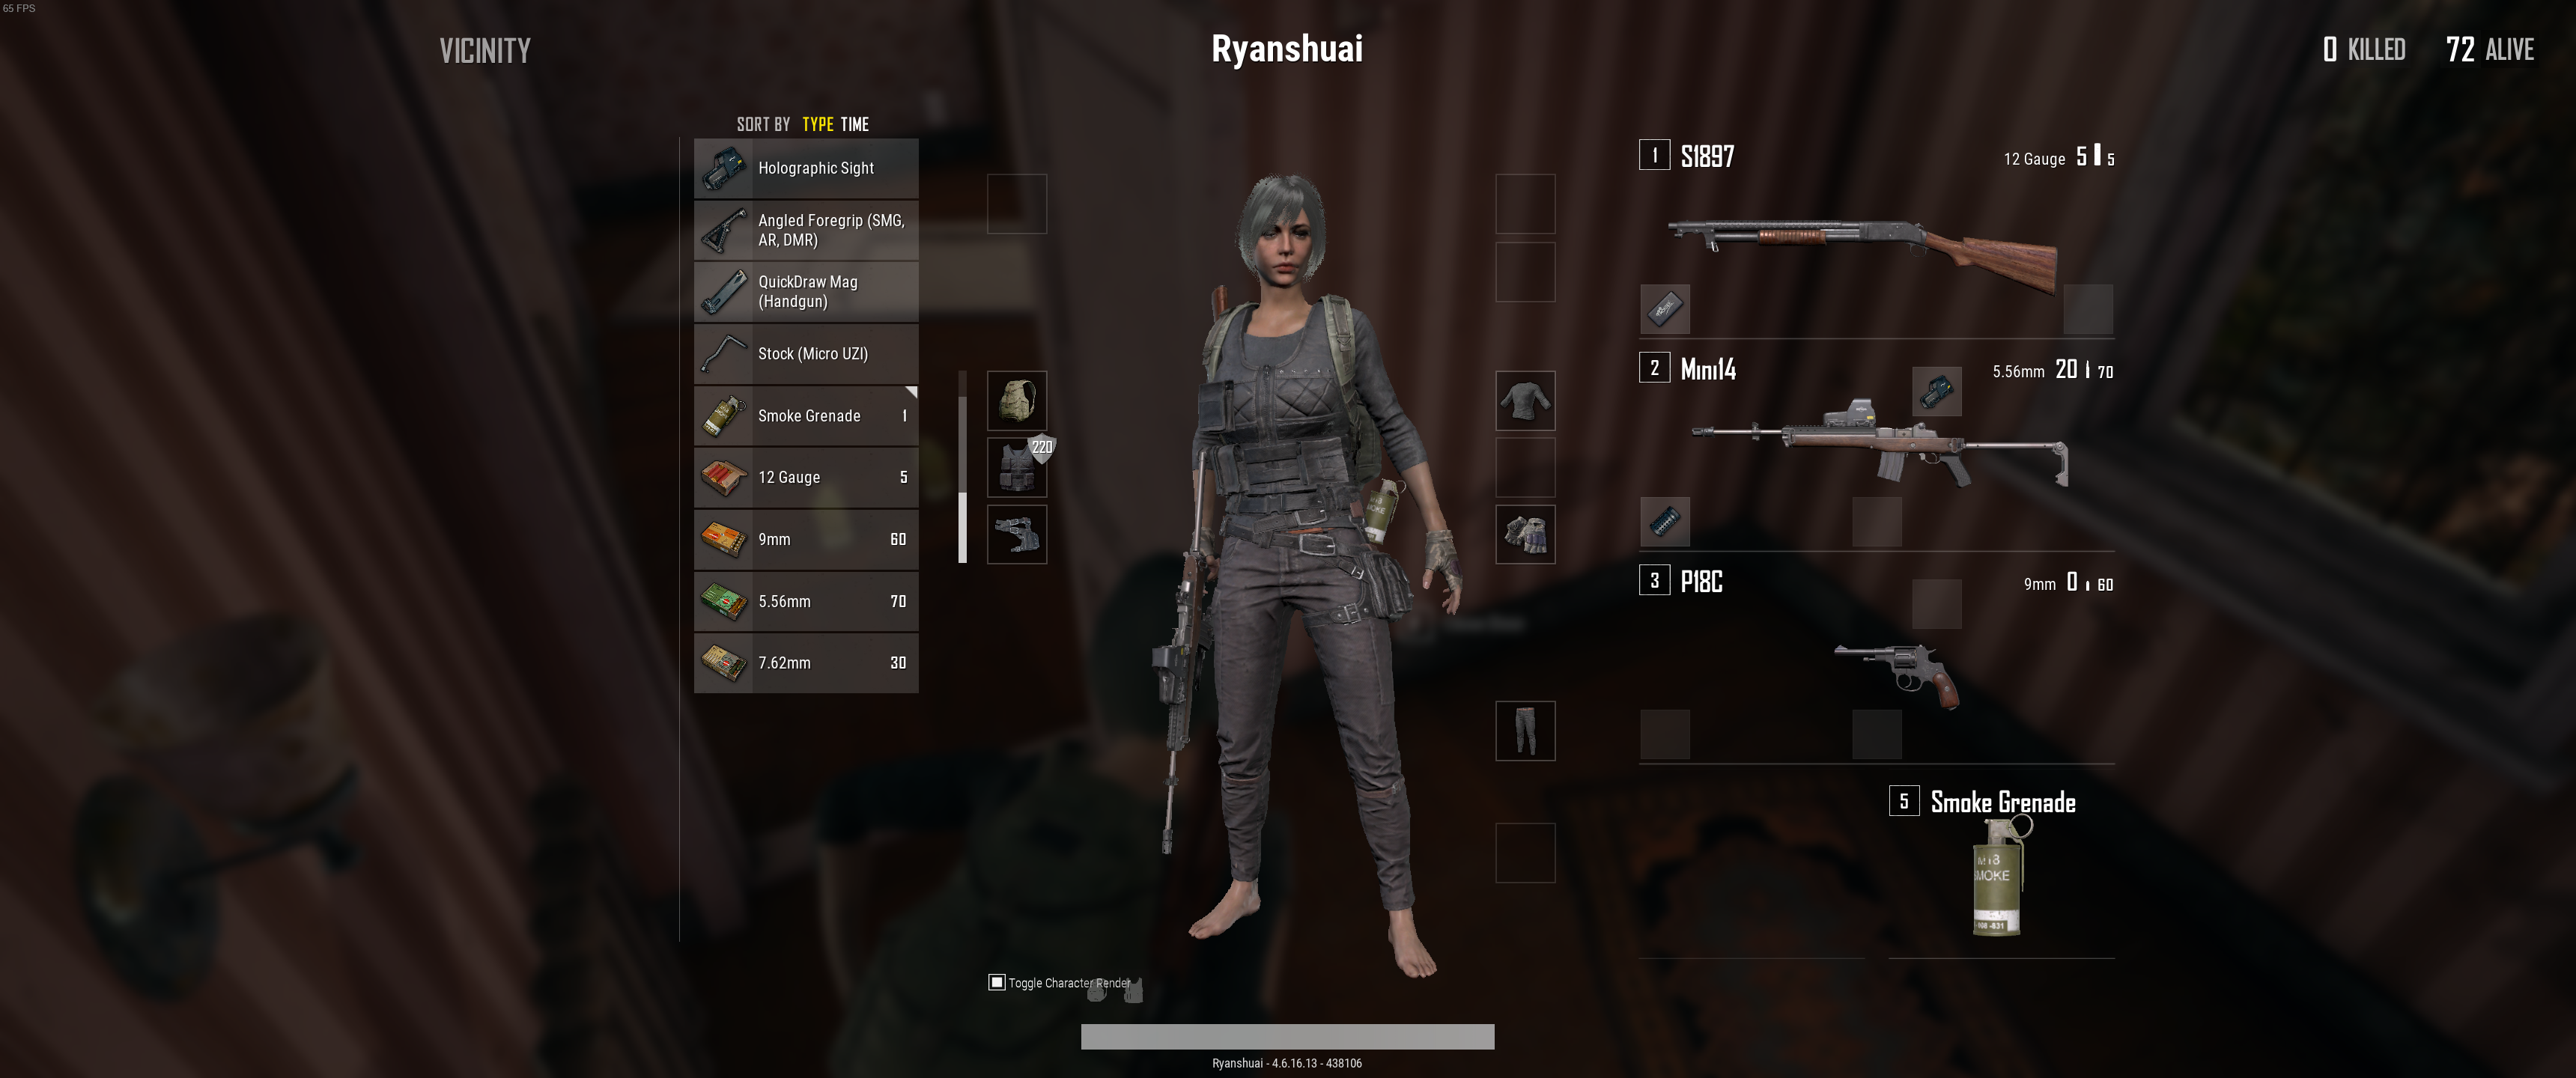 65 FPS
VICINITY
Ryanshuai
0 KILLED 72 ALIVE
SORT BY TYPE TIME
Holographic Sight
Angled Foregrip (SMG,
AR, DMR)
QuickDraw Mag
(Handgun)
Stock (Micro UZI)
Smoke Grenade 1
12 Gauge 5
9mm 60
5.56mm 70
7.62mm 30
220
1 S1897 12 Gauge 5 5
2 Mini14 5.56mm 20 70
3 P18C 9mm 0 60
5 Smoke Grenade
M18
SMOKE
Toggle Character Render
Ryanshuai - 4.6.16.13 - 438106